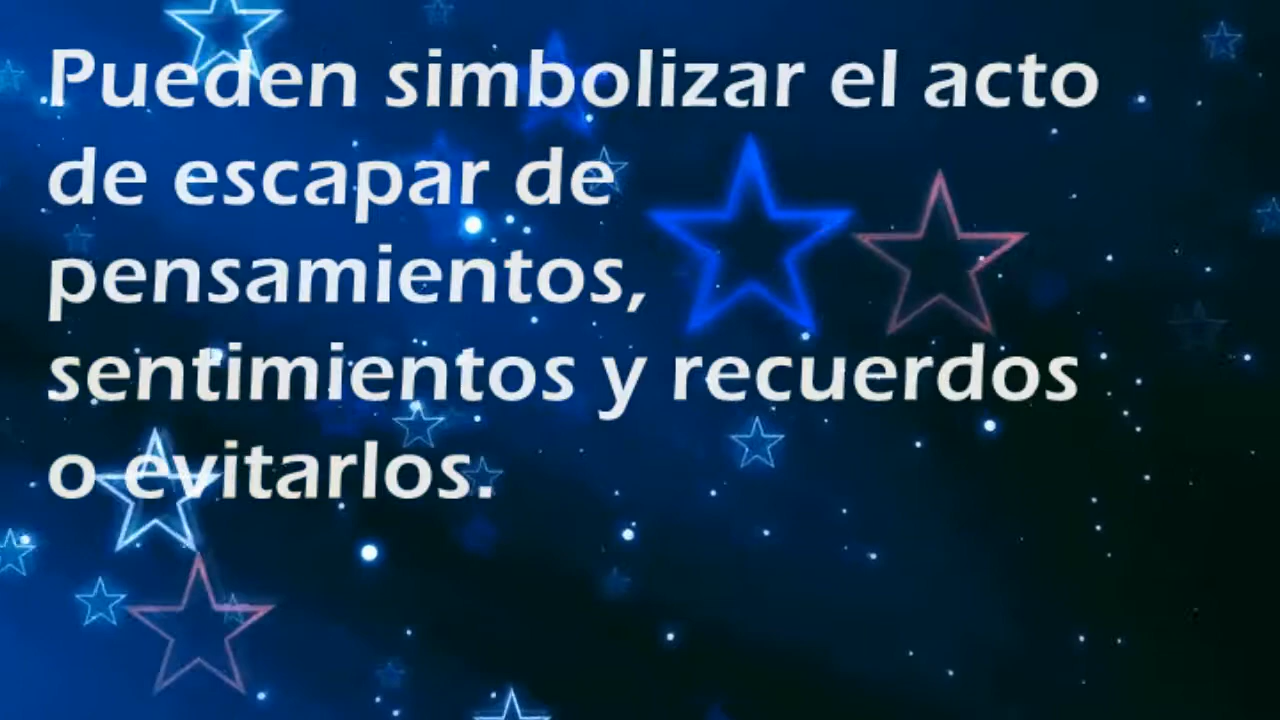 Pueden simbolizar el acto
de escapar de
pensamientos,
sentimientos y recuerdos
o evitarlos.